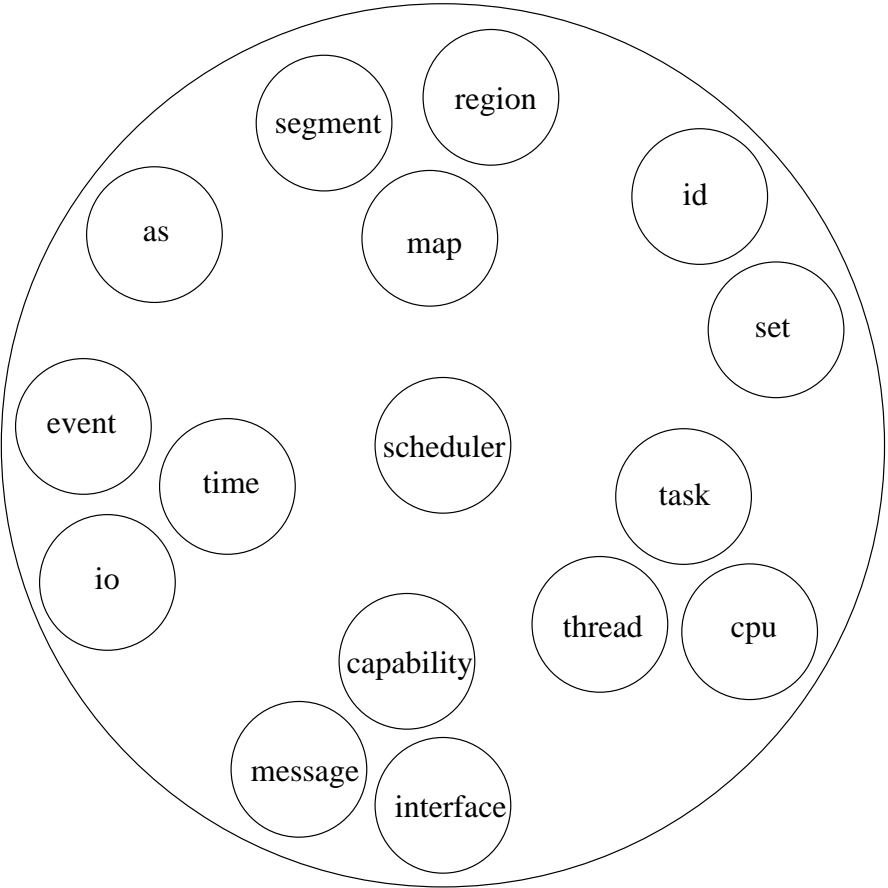 region
segment
id
as
map
set
event
scheduler
time
task
io
thread
cpu
capability
message
interface